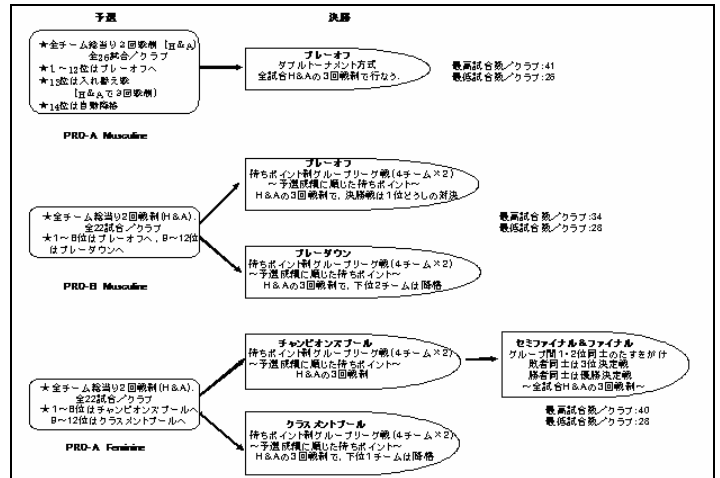 予選
決勝
★全チーム総当り2回戦制 [H&A]
全26試合/クラブ
★1~12位はプレーオフへ
★13位は入れ替え戦
[H&Aで3回戦制]
★14位は自動降格
PRO-A Musculine
プレーオフ
ダブルトーナメント方式
全試合H&Aの3回戦制で行なう.
最高試合数/クラブ:41
最低試合数/クラブ:26
★全チーム総当り2回戦制(H&A).
全22試合/クラブ
★1~8位はプレーオフへ, 9~12位
はプレーダウンへ
PRO-B Musculine
プレーオフ
持ちポイント制グループリーグ戦(4チーム×2)
~予選成績に順じた持ちポイント~
H&Aの3回戦制で, 決勝戦は1位どうしの対決
プレーダウン
持ちポイント制グループリーグ戦(4チーム×2)
~予選成績に順じた持ちポイント~
H&Aの3回戦制で, 下位2チームは降格
最高試合数/クラブ:34
最低試合数/クラブ:28
★全チーム総当り2回戦制(H&A).
全22試合/クラブ
★1~8位はチャンピオンズプールへ
9~12位はクラスメントプールへ
PRO-A Feminine
チャンピオンズプール
持ちポイント制グループリーグ戦(4チーム×2)
~予選成績に順じた持ちポイント~
H&Aの3回戦制
クラスメントプール
持ちポイント制グループリーグ戦(4チーム×2)
~予選成績に順じた持ちポイント~
H&Aの3回戦制で, 下位1チームは降格
セミファイナル&ファイナル
グループ間1・2位同士のたすきがけ
敗者同士は3位決定戦
勝者同士は優勝決定戦
~全試合H&Aの3回戦制~
最高試合数/クラブ:40
最低試合数/クラブ:28